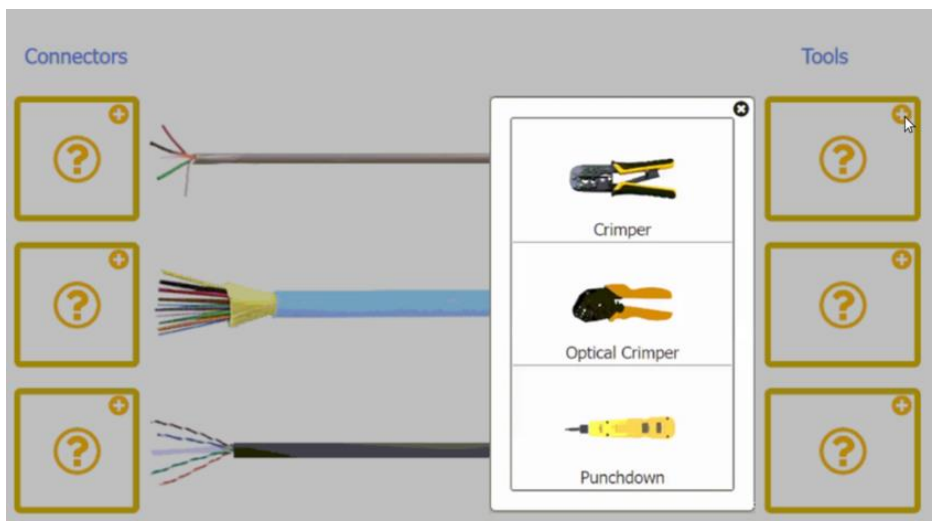 Connectors
Tools
Crimper
Optical Crimper
Punchdown